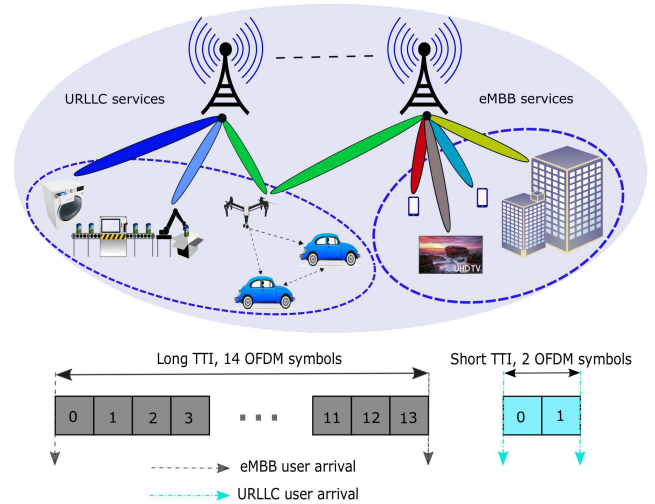 URLLC services
eMBB services
UHD TV
Long TTI, 14 OFDM symbols
Short TTI, 2 OFDM symbols
0 1 2 3 11 12 13
0 1
eMBB user arrival
URLLC user arrival